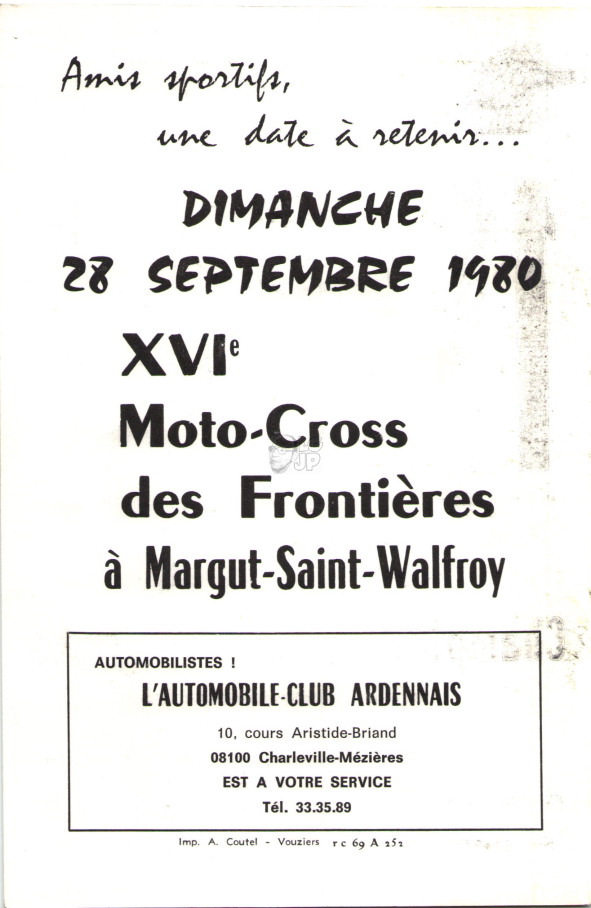 Amis sportifs,
une date à retenir...
DIMANCHE
28 SEPTEMBRE 1980
XVIe
Moto-Cross
des Frontières
à Margut-Saint-Walfroy
AUTOMOBILISTES !
L'AUTOMOBILE-CLUB ARDENNAIS
10, cours Aristide-Briand
08100 Charleville-Mézières
EST A VOTRE SERVICE
Tél. 33.35.89
Imp. A. Coutel - Vouziers r c 69 A 252